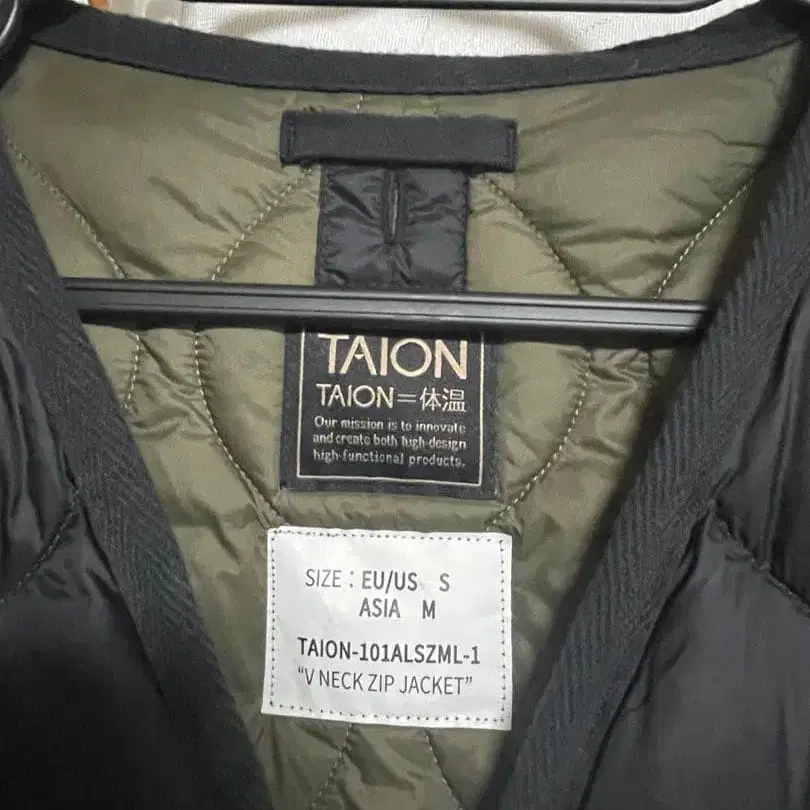 TAION
TAION=体温
Our mission is to innovate
and create both high-design
high-functional products.
SIZE : EU/US S
ASIA M
TAION-101ALSZML-1
“V NECK ZIP JACKET”